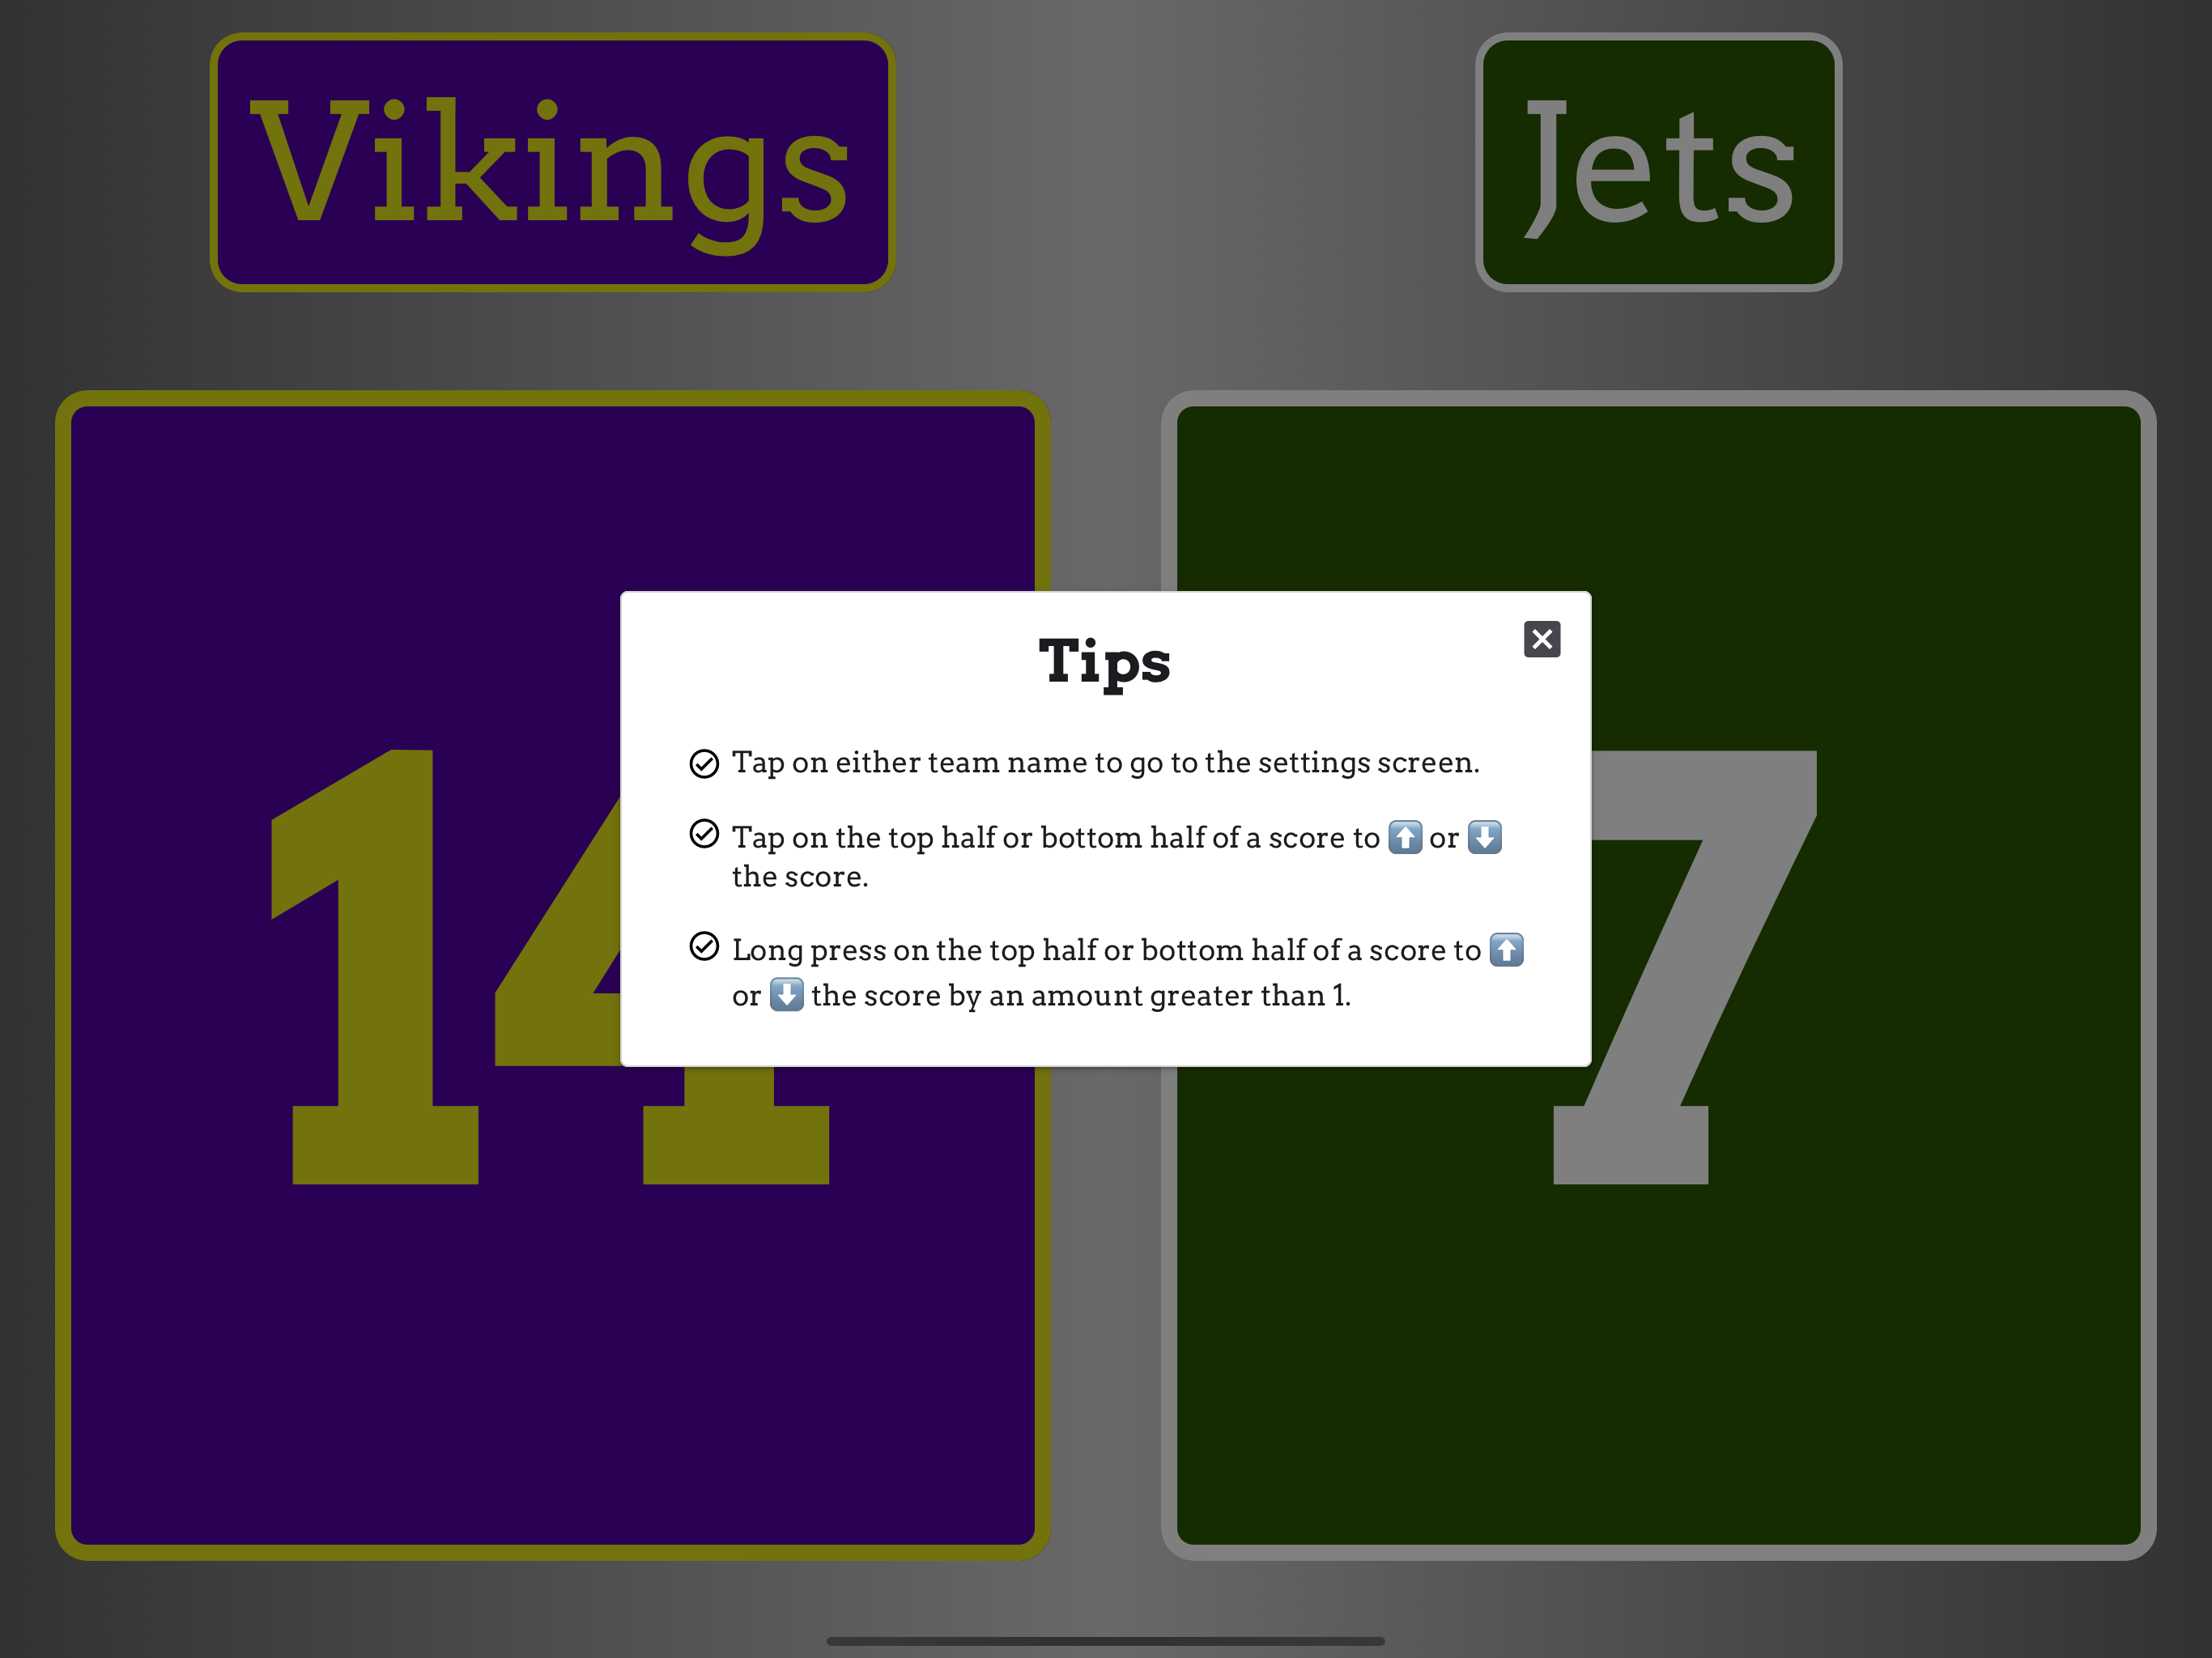 Vikings
Jets
14
7
Tips
Tap on either team name to go to the settings screen.
Tap on the top half or bottom half of a score to ⬆️ or ⬇️
the score.
Long press on the top half or bottom half of a score to ⬆️
or ⬇️ the score by an amount greater than 1.